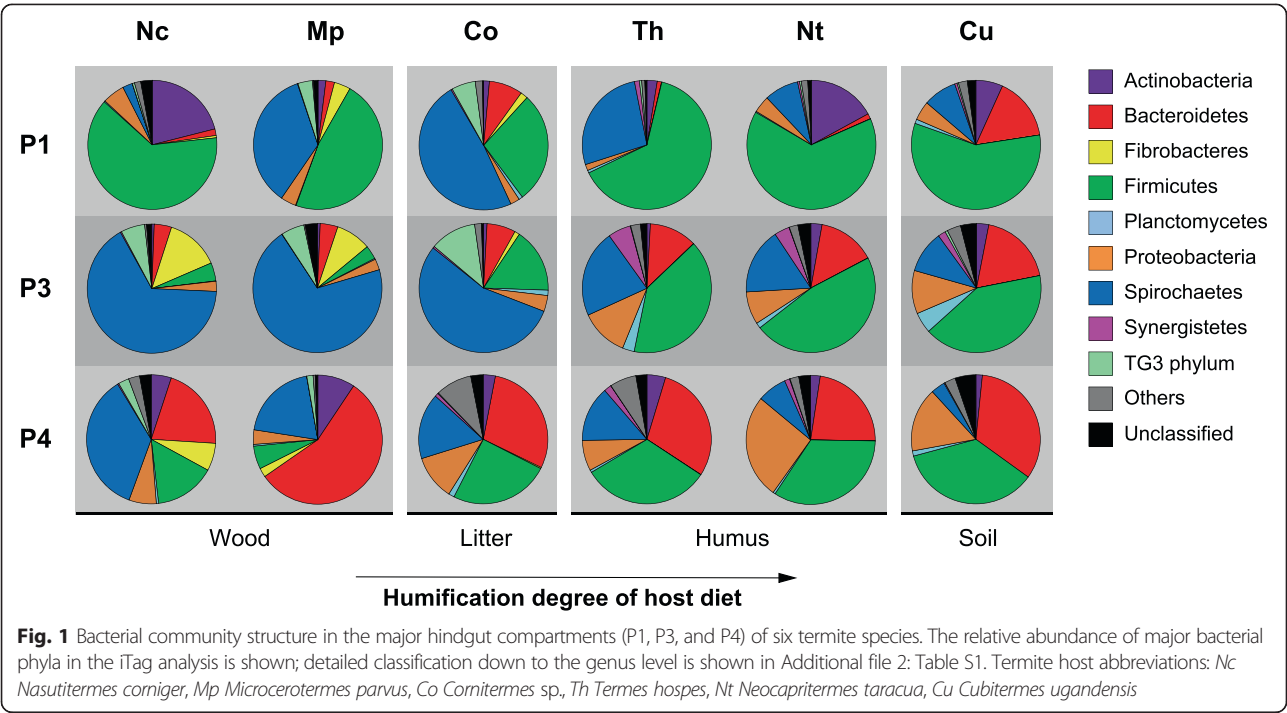 Nc Mp Co Th Nt Cu
P1
P3
P4
Actinobacteria
Bacteroidetes
Fibrobacteres
Firmicutes
Planctomycetes
Proteobacteria
Spirochaetes
Synergistetes
TG3 phylum
Others
Unclassified
Wood Litter Humus Soil
Humification degree of host diet
Fig. 1 Bacterial community structure in the major hindgut compartments (P1, P3, and P4) of six termite species. The relative abundance of major bacterial
phyla in the iTag analysis is shown; detailed classification down to the genus level is shown in Additional file 2: Table S1. Termite host abbreviations: Nc
Nasutitermes corniger, Mp Microcerotermes parvus, Co Cornitermes sp., Th Termes hospes, Nt Neocapritermes taracua, Cu Cubitermes ugandensis